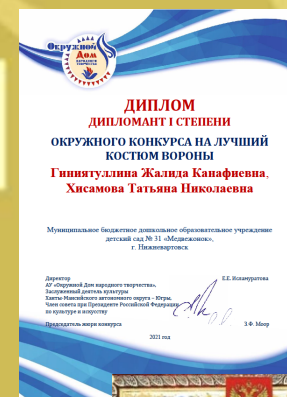 Окружной
Дом
НАРОДНОГО
ТВОРЧЕСТВА
ДИПЛОМ
ДИПЛОМАНТ I СТЕПЕНИ
ОКРУЖНОГО КОНКУРСА НА ЛУЧШИЙ
КОСТЮМ ВОРОНЫ
Гиниятуллина Жалида Канафиевна,
Хисамова Татьяна Николаевна
Муниципальное бюджетное дошкольное образовательное учреждение
детский сад № 31 «Медвежонок»,
г. Нижневартовск
Директор
АУ «Окружной Дом народного творчества»,
Заслуженный деятель культуры
Ханты-Мансийского автономного округа – Югры,
Член совета при Президенте Российской Федерации
по культуре и искусству
Е.Е. Исламуратова
Председатель жюри конкурса
З.Ф. Моор
2021 год